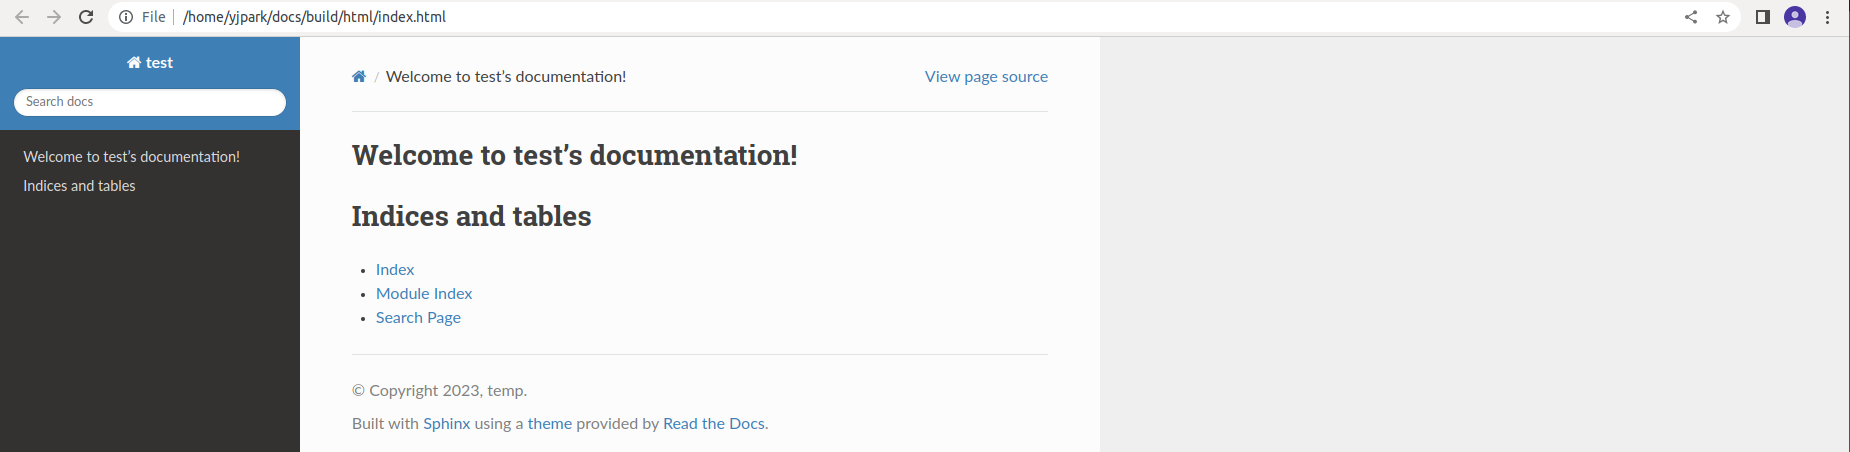 File | /home/yjpark/docs/build/html/index.html
test
Search docs
Welcome to test’s documentation!
Indices and tables
/ Welcome to test’s documentation!
View page source
Welcome to test’s documentation!
Indices and tables
• Index
• Module Index
• Search Page
© Copyright 2023, temp.
Built with Sphinx using a theme provided by Read the Docs.